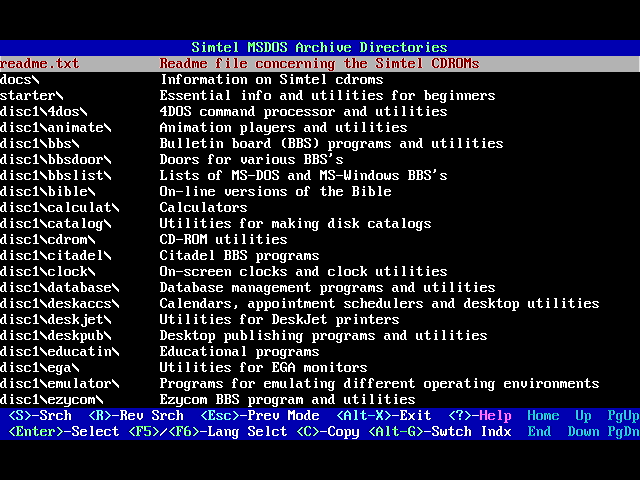 Simtel MSDOS Archive Directories
readme.txt Readme file concerning the Simtel CDROMs
docs\ Information on Simtel cdroms
starter\ Essential info and utilities for beginners
disc1\4dos\ 4DOS command processor and utilities
disc1\animate\ Animation players and utilities
disc1\bbs\ Bulletin board (BBS) programs and utilities
disc1\bbsdoor\ Doors for various BBS's
disc1\bbslist\ Lists of MS-DOS and MS-Windows BBS's
disc1\bible\ On-line versions of the Bible
disc1\calculat\ Calculators
disc1\catalog\ Utilities for making disk catalogs
disc1\cdrom\ CD-ROM utilities
disc1\citadel\ Citadel BBS programs
disc1\clock\ On-screen clocks and clock utilities
disc1\database\ Database management programs and utilities
disc1\deskaccs\ Calendars, appointment schedulers and desktop utilities
disc1\deskjet\ Utilities for DeskJet printers
disc1\deskpub\ Desktop publishing programs and utilities
disc1\educatin\ Educational programs
disc1\ega\ Utilities for EGA monitors
disc1\emulator\ Programs for emulating different operating environments
disc1\ezycom\ Ezycom BBS program and utilities
<S>-Srch <R>-Rev Srch <Esc>-Prev Mode <Alt-X>-Exit <?>-Help Home Up PgUp
<Enter>-Select <F5>/<F6>-Lang Selct <C>-Copy <Alt-G>-Swtch Indx End Down PgDn